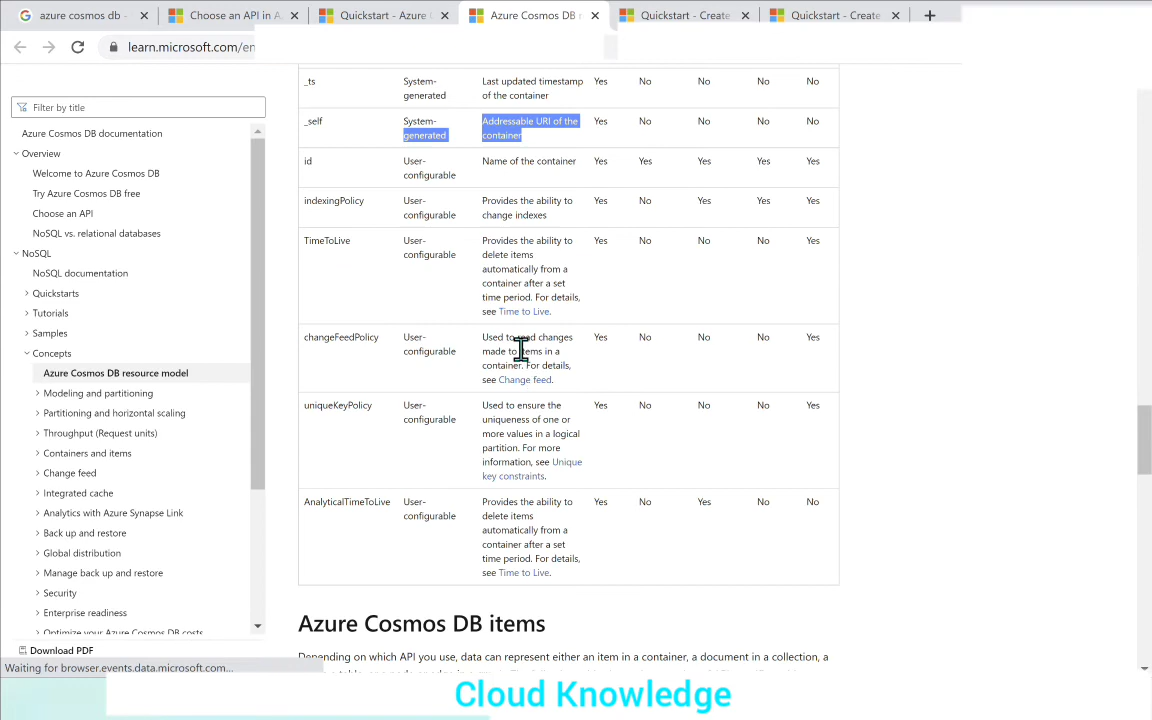 azure cosmos db -
Choose an API in A
Quickstart - Azure
Azure Cosmos DB
Quickstart - Create
Quickstart - Create
learn.microsoft.com/en
Filter by title
Azure Cosmos DB documentation
Overview
Welcome to Azure Cosmos DB
Try Azure Cosmos DB free
Choose an API
NoSQL vs. relational databases
NoSQL
NoSQL documentation
Quickstarts
Tutorials
Samples
Concepts
Azure Cosmos DB resource model
Modeling and partitioning
Partitioning and horizontal scaling
Throughput (Request units)
Containers and items
Change feed
Integrated cache
Analytics with Azure Synapse Link
Back up and restore
Global distribution
Manage back up and restore
Security
Enterprise readiness
Optimize your Azure Cosmos DB costs
Download PDF
Waiting for browser.events.data.microsoft.com...
_ts System- Last updated timestamp Yes No No No No
generated of the container
_self System- Addressable URI of the Yes No No No No
generated container
id User- Name of the container Yes Yes Yes Yes Yes
configurable
indexingPolicy User- Provides the ability to Yes No Yes Yes Yes
configurable change indexes
TimeToLive User- Provides the ability to Yes No No No Yes
configurable delete items
automatically from a
container after a set
time period. For details,
see Time to Live.
changeFeedPolicy User- Used to read changes Yes No No No No
configurable made to items in a
container. For details,
see Change feed.
uniqueKeyPolicy User- Used to ensure the Yes No No No Yes
configurable uniqueness of one or
more values in a logical
partition. For more
information, see Unique
key constraints.
AnalyticalTimeToLive User- Provides the ability to Yes No Yes No No
configurable delete items
automatically from a
container after a set
time period. For details,
see Time to Live.
Azure Cosmos DB items
Depending on which API you use, data can represent either an item in a container, a document in a collection, a
Cloud Knowledge